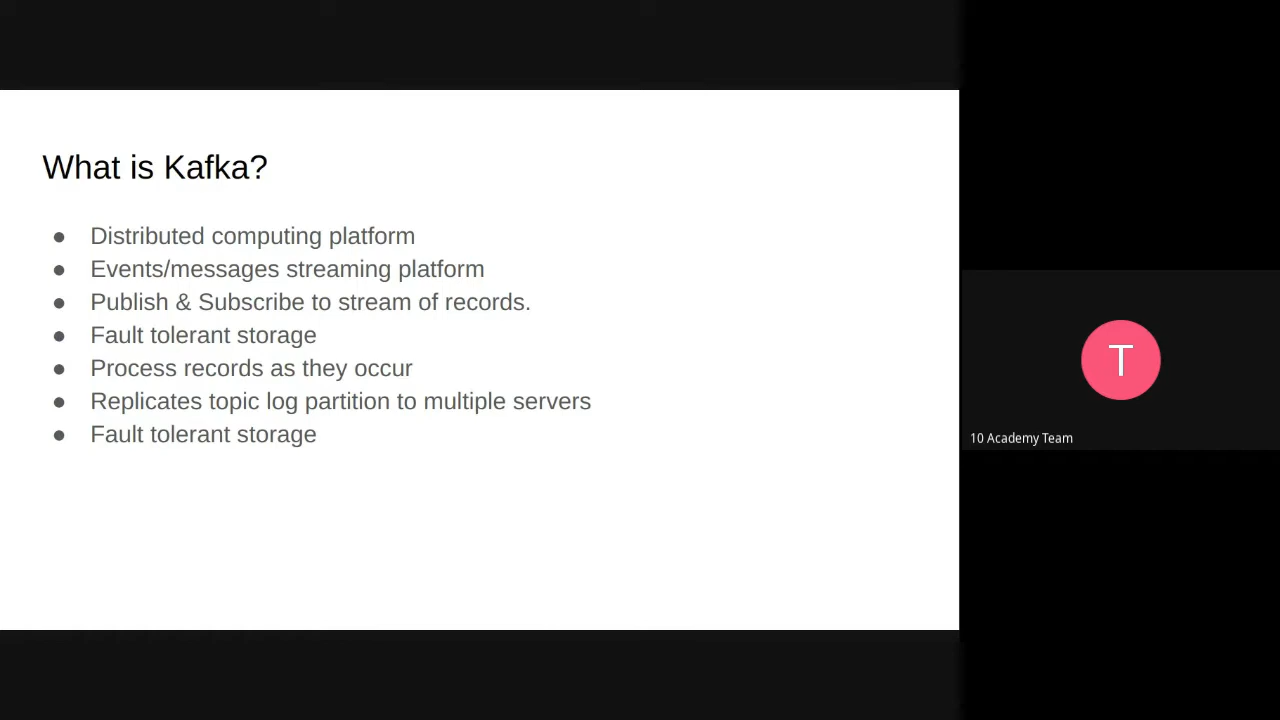 What is Kafka?
● Distributed computing platform
● Events/messages streaming platform
● Publish & Subscribe to stream of records.
● Fault tolerant storage
● Process records as they occur
● Replicates topic log partition to multiple servers
● Fault tolerant storage
T
10 Academy Team